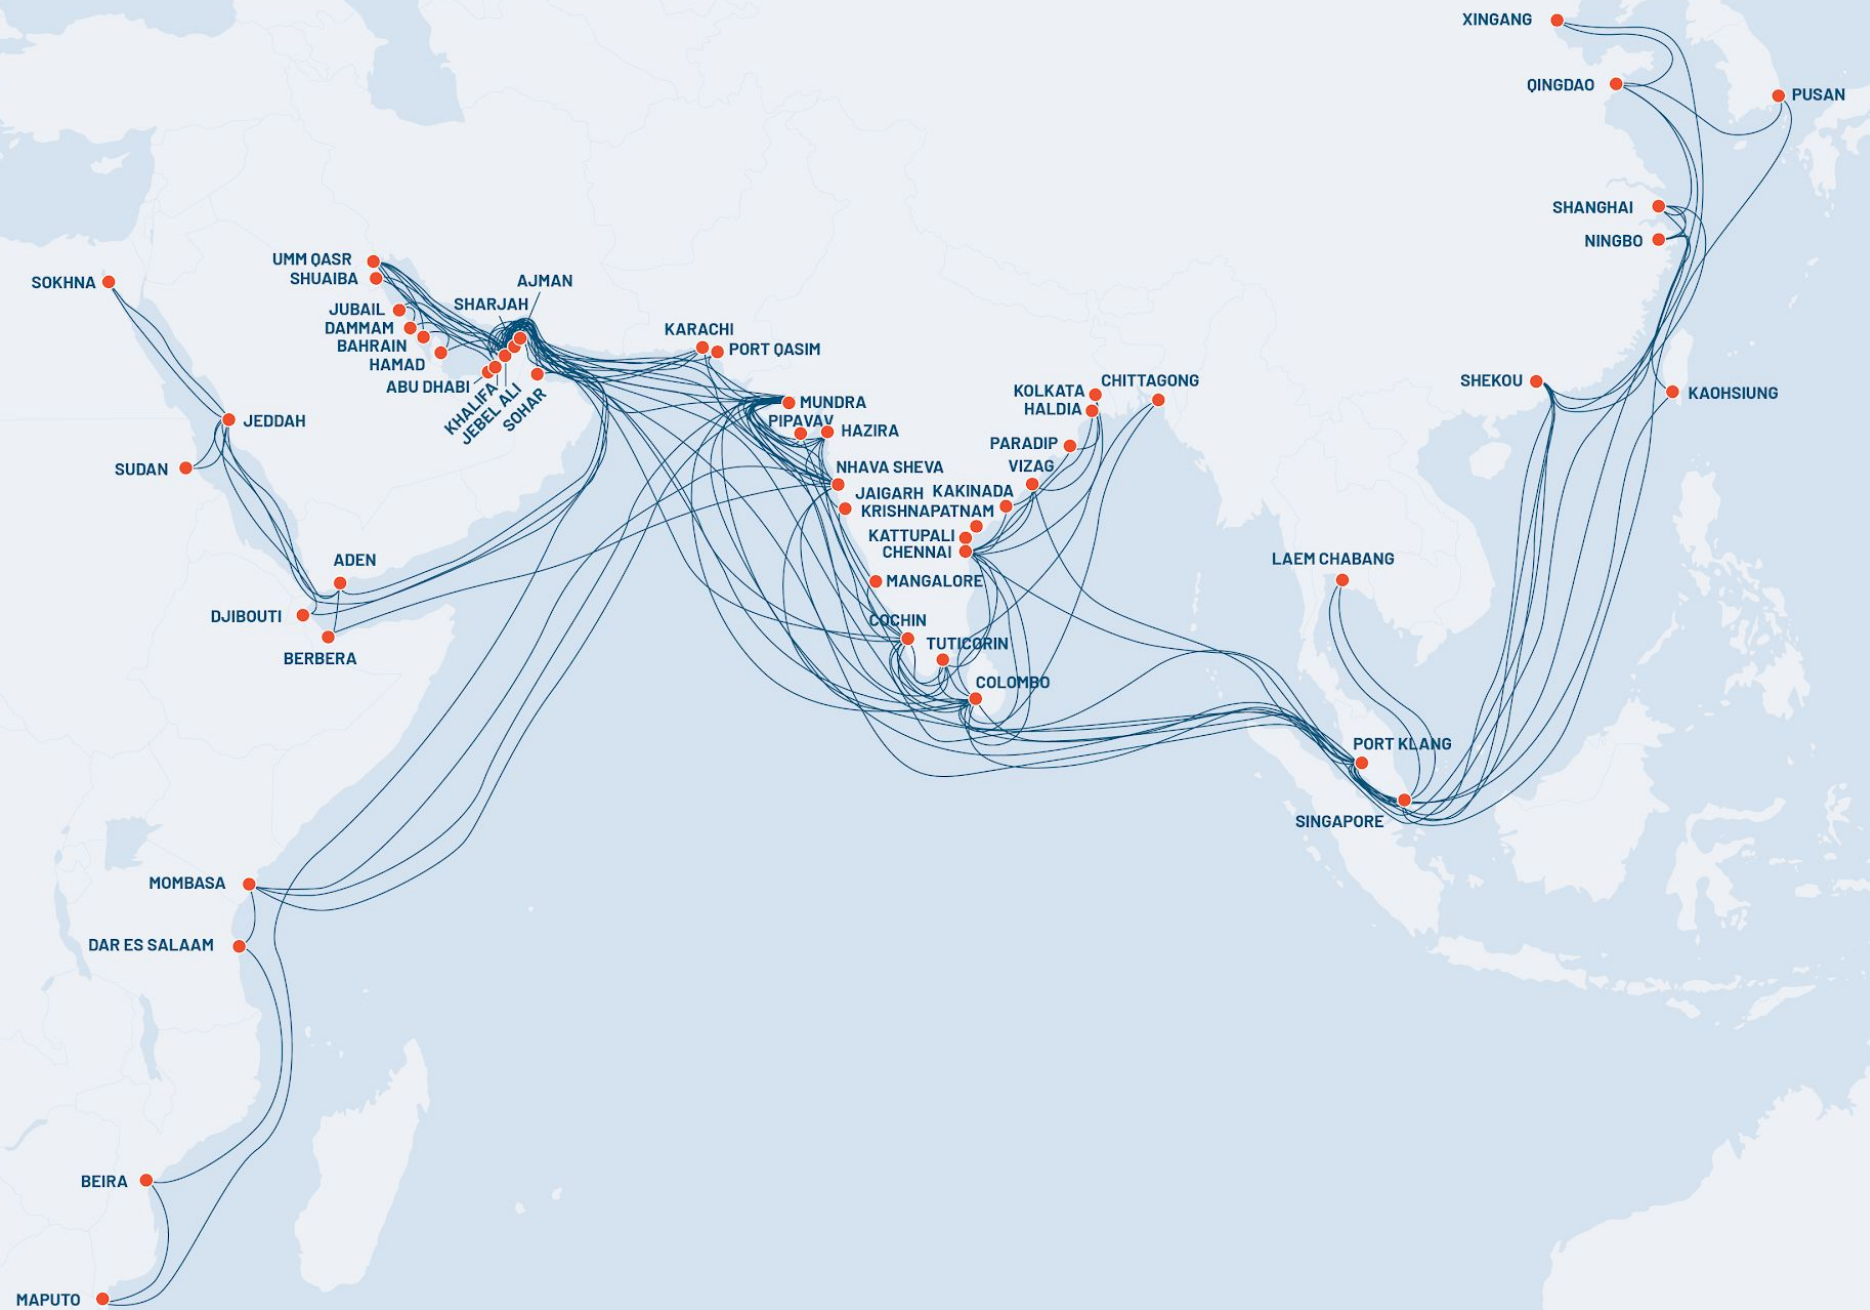 XINGANG
QINGDAO
PUSAN
SHANGHAI
NINGBO
UMM QASR
SHUAIBA
SOKHNA
AJMAN
SHARJAH
JUBAIL
DAMMAM
BAHRAIN
HAMAD
ABU DHABI
KHALIFA
JEBEL ALI
SOHAR
KARACHI
PORT QASIM
MUNDRA
PIPAVAV
HAZIRA
KOLKATA
HALDIA
CHITTAGONG
SHEKOU
KAOHSIUNG
JEDDAH
SUDAN
PARADIP
VIZAG
NHAVA SHEVA
JAIGARH
KAKINADA
KRISHNAPATNAM
KATTUPALI
CHENNAI
ADEN
LAEM CHABANG
MANGALORE
DJIBOUTI
COCHIN
TUTICORIN
BERBERA
COLOMBO
PORT KLANG
SINGAPORE
MOMBASA
DAR ES SALAAM
BEIRA
MAPUTO